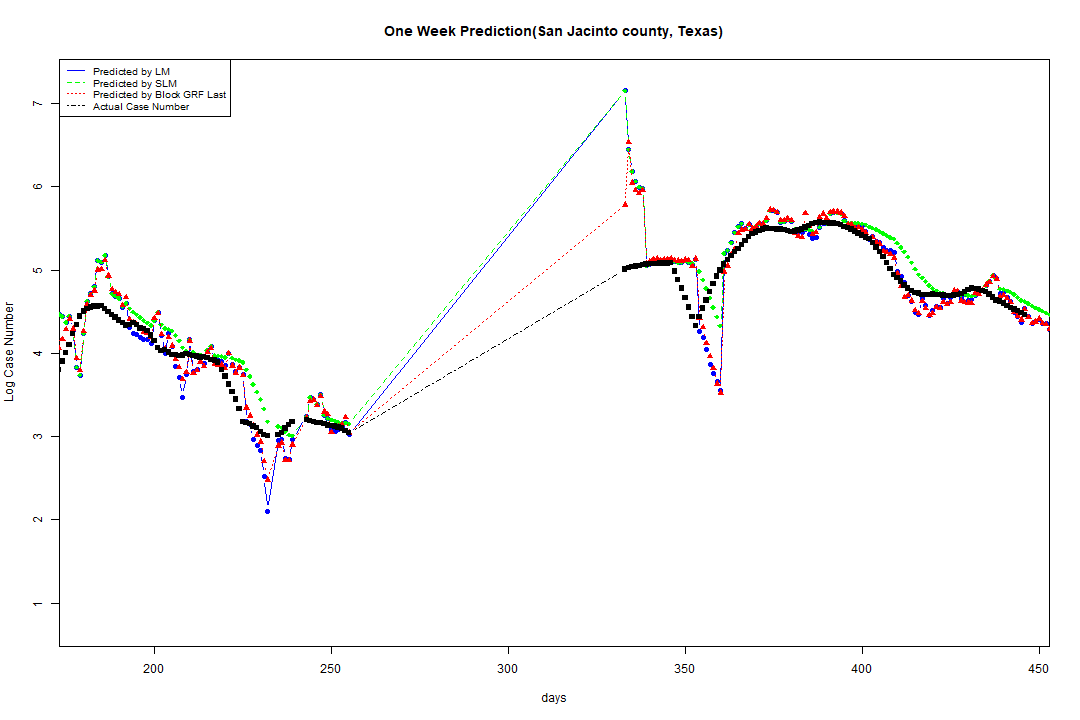 One Week Prediction(San Jacinto county, Texas)
Predicted by LM
Predicted by SLM
Predicted by Block GRF Last
Actual Case Number
Log Case Number
7
6
5
4
3
2
1
200 250 300 350 400 450
days